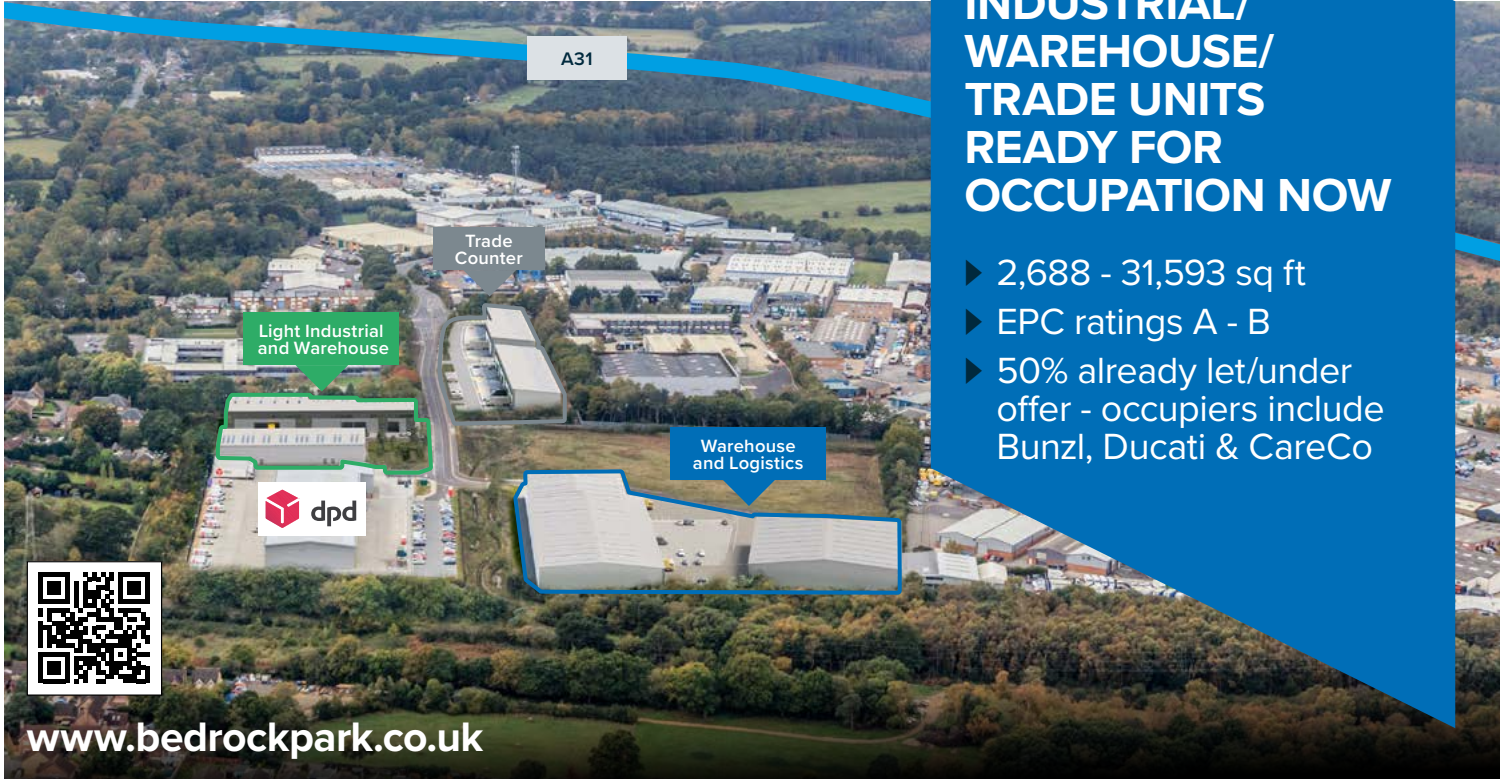 INDUSTRIAL/
WAREHOUSE/
TRADE UNITS
READY FOR
OCCUPATION NOW
2,688 - 31,593 sq ft
EPC ratings A - B
50% already let/under
offer - occupiers include
Bunzl, Ducati & CareCo
A31
Trade
Counter
Light Industrial
and Warehouse
Warehouse
and Logistics
dpd
www.bedrockpark.co.uk